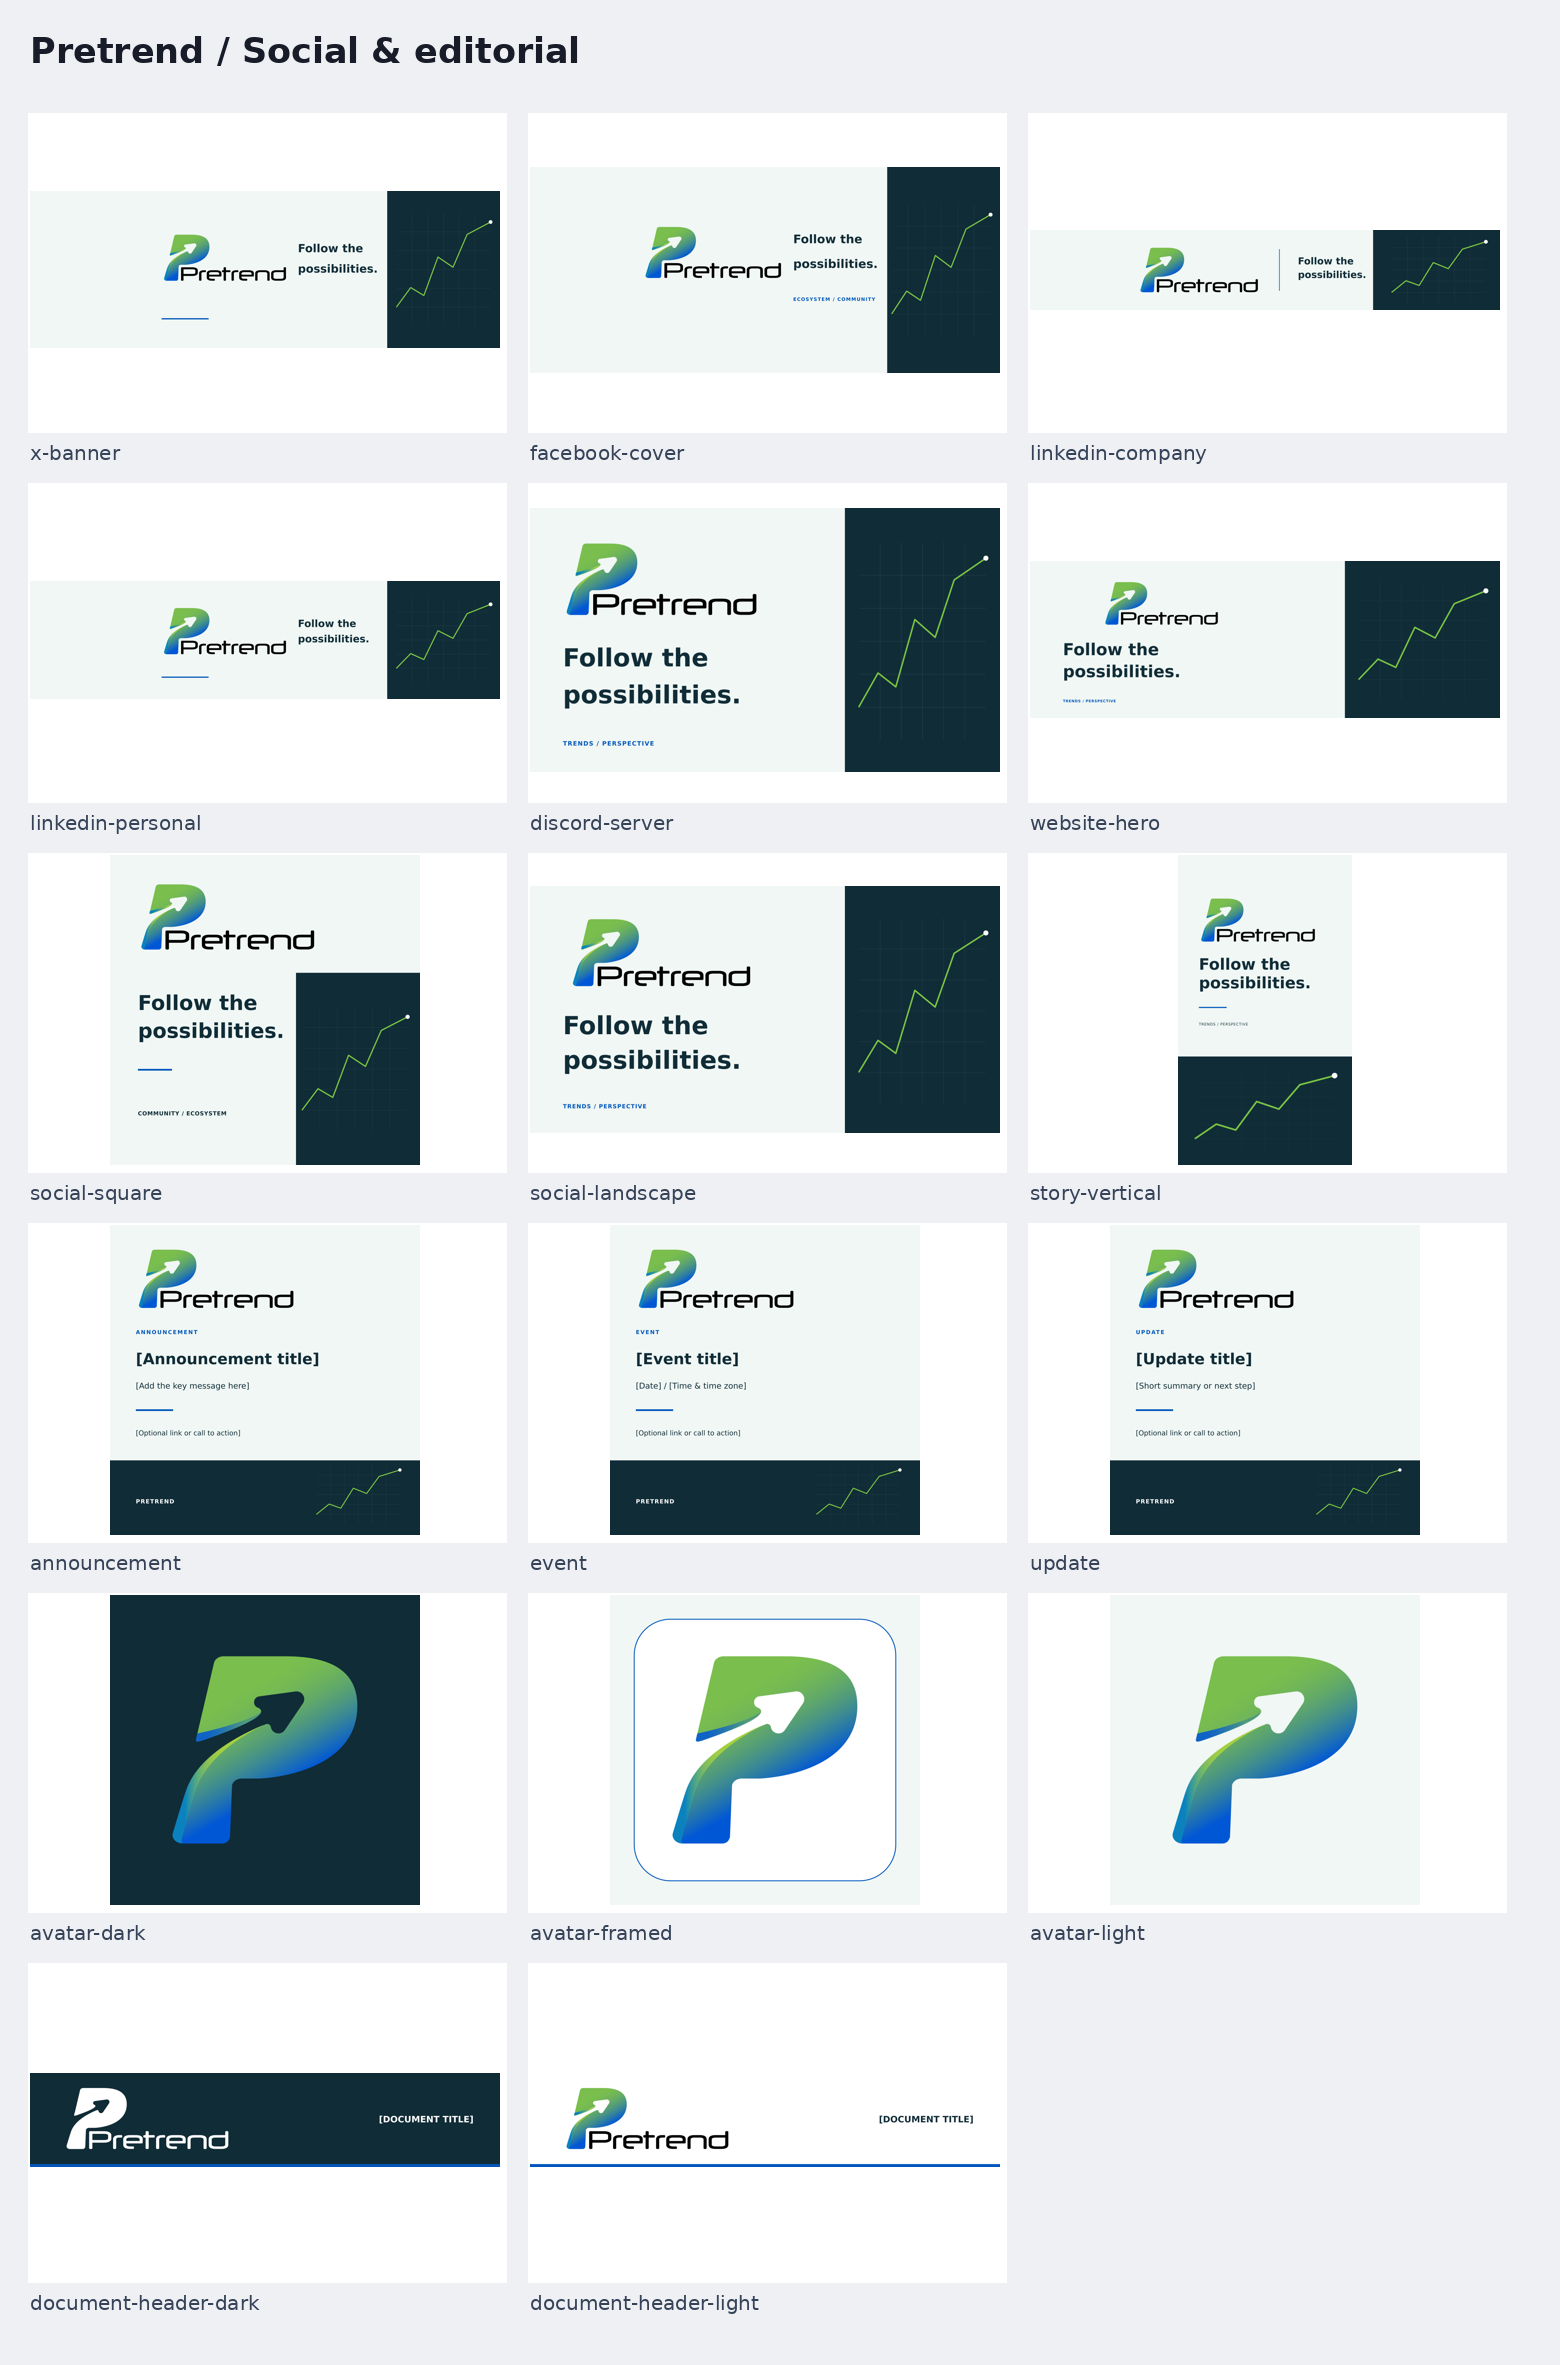 Pretrend / Social & editorial
Pretrend
Follow the
possibilities.
x-banner
Pretrend
Follow the
possibilities.
ECOSYSTEM / COMMUNITY
facebook-cover
Pretrend
Follow the
possibilities.
linkedin-company
Pretrend
Follow the
possibilities.
linkedin-personal
Pretrend
Follow the
possibilities.
TRENDS / PERSPECTIVE
discord-server
Pretrend
Follow the
possibilities.
TRENDS / PERSPECTIVE
website-hero
Pretrend
Follow the
possibilities.
COMMUNITY / ECOSYSTEM
social-square
Pretrend
Follow the
possibilities.
TRENDS / PERSPECTIVE
social-landscape
Pretrend
Follow the
possibilities.
TRENDS / PERSPECTIVE
story-vertical
Pretrend
ANNOUNCEMENT
[Announcement title]
[Add the key message here]
[Optional link or call to action]
PRETREND
announcement
Pretrend
EVENT
[Event title]
[Date] / [Time & time zone]
[Optional link or call to action]
PRETREND
event
Pretrend
UPDATE
[Update title]
[Short summary or next step]
[Optional link or call to action]
PRETREND
update
avatar-dark
avatar-framed
avatar-light
Pretrend
[DOCUMENT TITLE]
document-header-dark
Pretrend
[DOCUMENT TITLE]
document-header-light